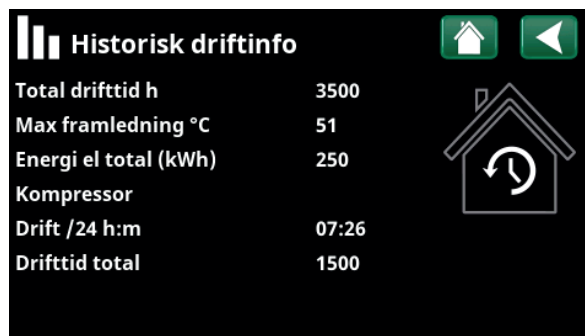 Historisk driftinfo
Total drifttid h 3500
Max framledning °C 51
Energi el total (kWh) 250
Kompressor
Drift /24 h:m 07:26
Drifttid total 1500